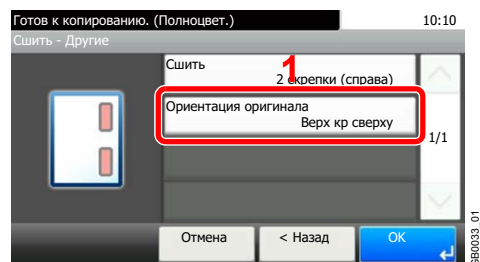 Готов к копированию. (Полноцвет.) 10:10
Сшить - Другие
Сшить
1
2 скрепки (справа)
Ориентация оригинала
Верх кр сверху
1/1
Отмена < Назад OK
GB0033_01